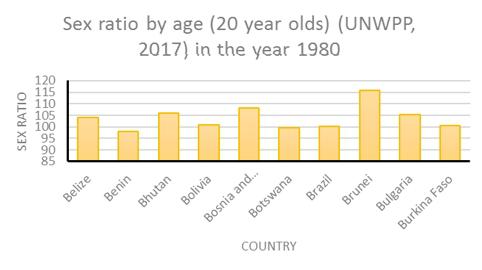 Sex ratio by age (20 year olds) (UNWPP,
2017) in the year 1980
120
115
110
105
100
95
90
85
SEX RATIO
Belize
Benin
Bhutan
Bolivia
Bosnia and...
Botswana
Brazil
Brunei
Bulgaria
Burkina Faso
COUNTRY